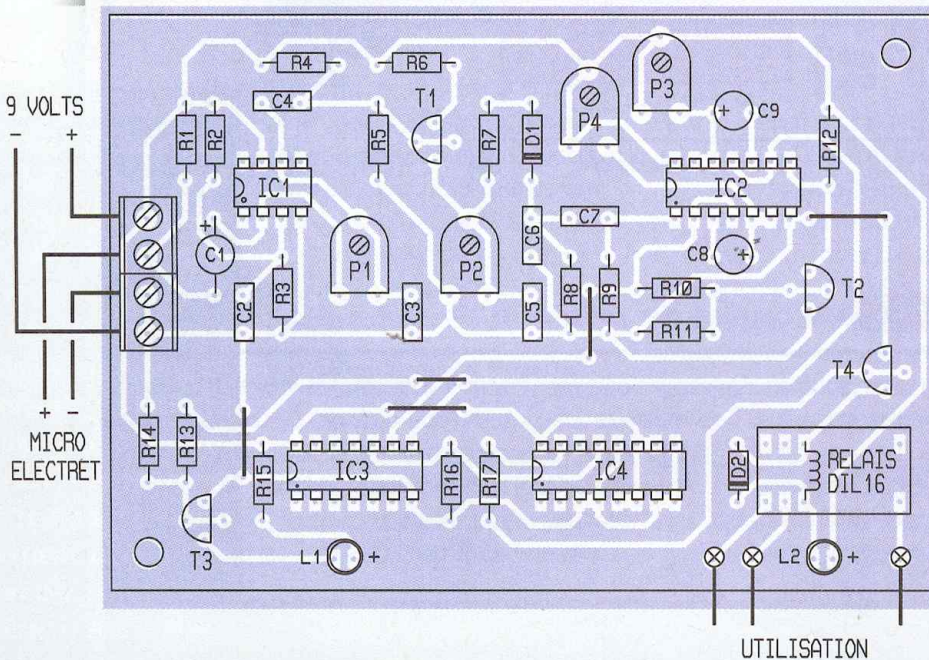 9 VOLTS
- +
R4
R6
C4
T1
P3
P4
C9
R1
R2
R5
R7
D1
R12
IC1
IC2
+
C1
P1
P2
C6
C7
C8
+
R3
C2
C3
C5
R8
R9
R10
R11
T2
T4
+ -
MICRO
ELECTRET
R14
R13
R15
IC3
R16
R17
IC4
D2
RELAIS
DIL16
T3
L1 +
L2 +
UTILISATION